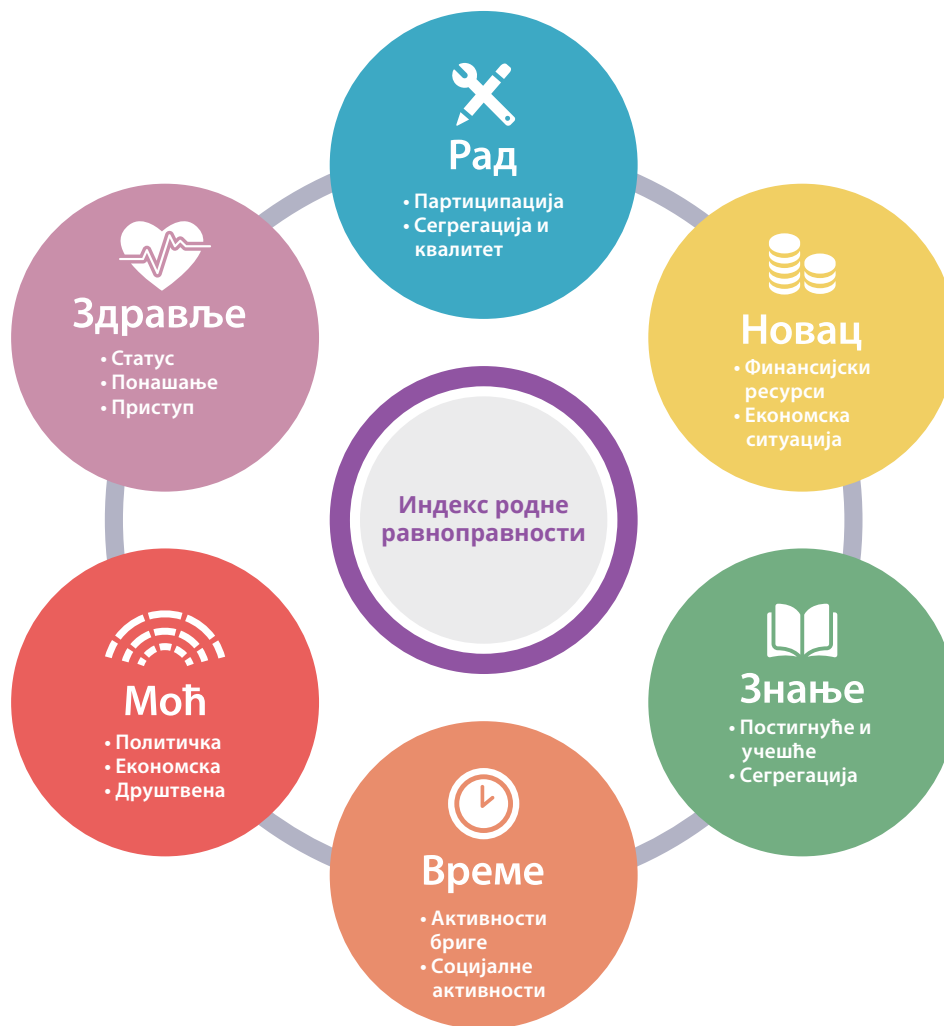 Рад
• Партиципација
• Сегрегација и
квалитет
Новац
• Финансијски
ресурси
• Економска
ситуација
Знање
• Постигнуће и
учешће
• Сегрегација
Време
• Активности
бриге
• Социјалне
активности
Моћ
• Политичка
• Економска
• Друштвена
Здравље
• Статус
• Понашање
• Приступ
Индекс родне
равноправности